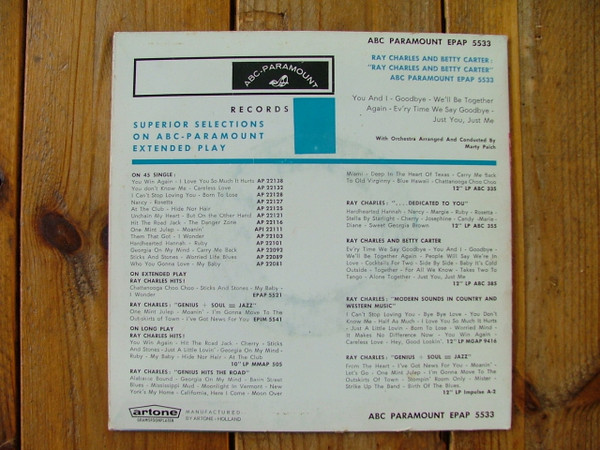 ABC PARAMOUNT EPAP 5533
ABC-PARAMOUNT
RECORDS
SUPERIOR SELECTIONS
ON ABC-PARAMOUNT
EXTENDED PLAY
RAY CHARLES AND BETTY CARTER:
"RAY CHARLES AND BETTY CARTER"
ABC PARAMOUNT EPAP 5533
You And I - Goodbye - We'll Be Together
Again - Ev'ry Time We Say Goodbye -
Just You, Just Me
With Orchestra Arranged And Conducted By
Marty Paich
ON 45 SINGLE:
You Win Again - I Love You So Much It Hurts AP 22138
You don't Know Me - Careless Love AP 22132
I Can't Stop Loving You - Born To Lose AP 22128
Nancy - Rosetta AP 22127
At The Club - Hide Nor Hair AP 22125
Unchain My Heart - But On the Other Hand AP 22121
Hit The Road Jack - The Danger Zone AP 22116
One Mint Julep - Moanin' API 22111
Them That Got - I Wonder AP 22103
Hardhearted Hannah - Ruby AP 22101
Georgia On My Mind - Carry Me Back AP 22092
Sticks And Stones - Worried Life Blues AP 22089
Who You Gonna Love - My Baby AP 22081
ON EXTENDED PLAY
RAY CHARLES HITS!
Chattanooga Choo Choo - Sticks And Stones - My Baby -
I Wonder EPAP 5521
RAY CHARLES: "GENIUS + SOUL = JAZZ"
One Mint Julep - Moanin' - I'm Gonna Move To The
Outskirts of Town - I've Got News For You EPIM 5541
ON LONG PLAY
RAY CHARLES HITS!
You Win Again - Hit The Road Jack - Cherry - Sticks
And Stones - Just A Little Lovin' - Georgia On My Mind -
Ruby - My Baby - Hide Nor Hair - At The Club
10" LP MMAP 505
RAY CHARLES: "GENIUS HITS THE ROAD"
Alabama Bound - Georgia On My Mind - Basin Street
Blues - Mississippi Mud - Moonlight In Vermont - New
York's My Home - California, Here I Come - Moon Over
Miami - Deep In The Heart Of Texas - Carry Me Back
To Old Virginny - Blue Hawaii - Chattanooga Choo Choo
12" LP ABC 335
RAY CHARLES: "....DEDICATED TO YOU"
Hardhearted Hannah - Nancy - Margie - Ruby - Rosetta -
Stella By Starlight - Cherry - Josephine - Candy - Marie -
Diane - Sweet Georgia Brown 12" LP ABC 355
RAY CHARLES AND BETTY CARTER
Ev'ry Time We Say Goodbye - You And I - Goodbye -
We'll Be Together Again - People Will Say We're In
Love - Cocktails For Two - Side By Side - Baby It's Cold
Outside - Together - For All We Know - Takes Two To
Tango - Alone Together - Just You, Just Me
12" LP ABC 385
RAY CHARLES: "MODERN SOUNDS IN COUNTRY AND
WESTERN MUSIC"
I Can't Stop Loving You - Bye Bye Love - You Don't
Know Me - Half As Much - I Love You So Much It Hurts
- Just A Little Lovin' - Born To Lose - Worried Mind -
It Makes No Difference Now - You Win Again -
Careless Love - Hey, Good Lookin'. 12" LP MGAP 9416
RAY CHARLES: "GENIUS + SOUL = JAZZ"
From The Heart - I've Got News For You - Moanin' -
Let's Go - One Mint Julep - I'm Gonna Move To The
Outskirts Of Town - Stompin' Room Only - Mister -
Strike Up The Band - Birth Of The Blues.
12" LP Impulse A-2
artone
GRAMMOFOONPLATEN
MANUFACTURED
BY ARTONE - HOLLAND
ABC PARAMOUNT EPAP 5533